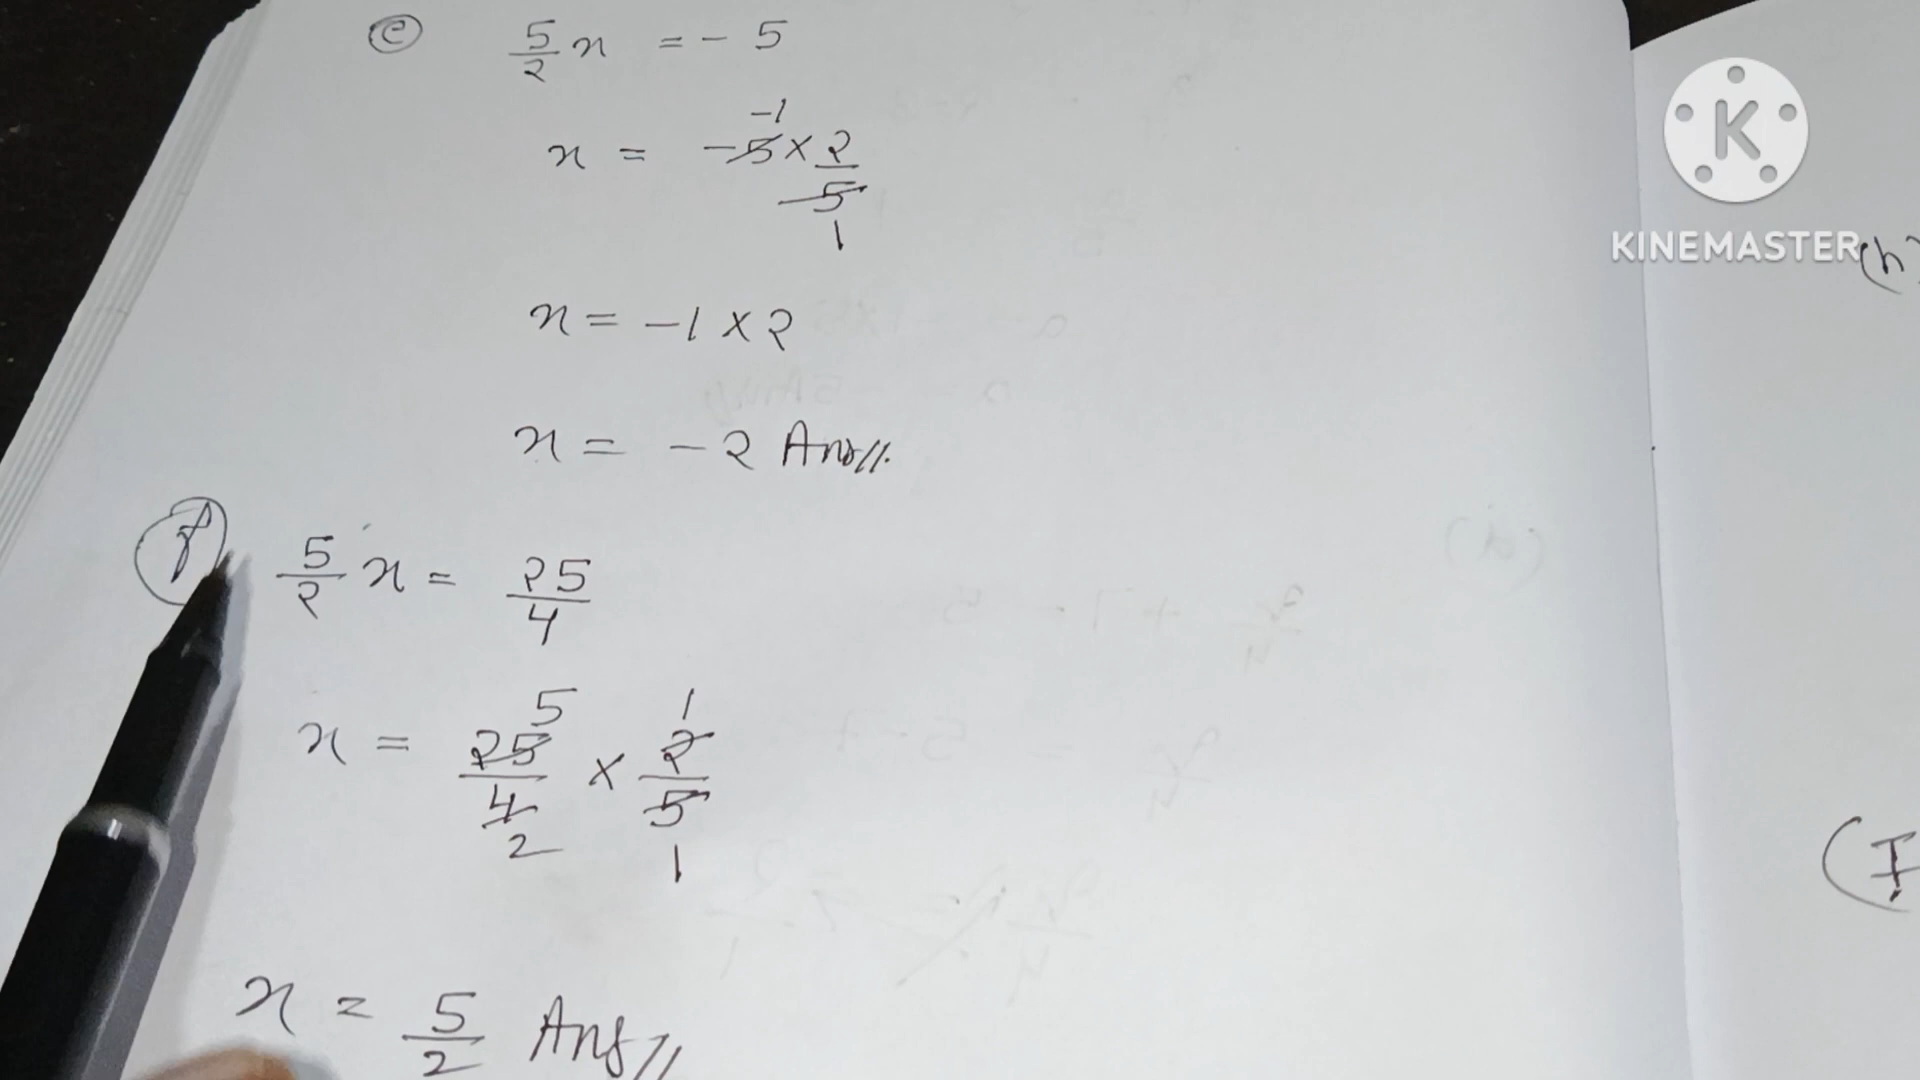 (e) 5/2 x = - 5
-1
x = -5 × 2/5
1
x = -1 × 2
x = -2 Ans//.
(f) 5/2 x = 25/4
5 1
x = 25/4 × 2/5
2 1
x = 5/2 Ans//
K
KINEMASTER
(h)
(I